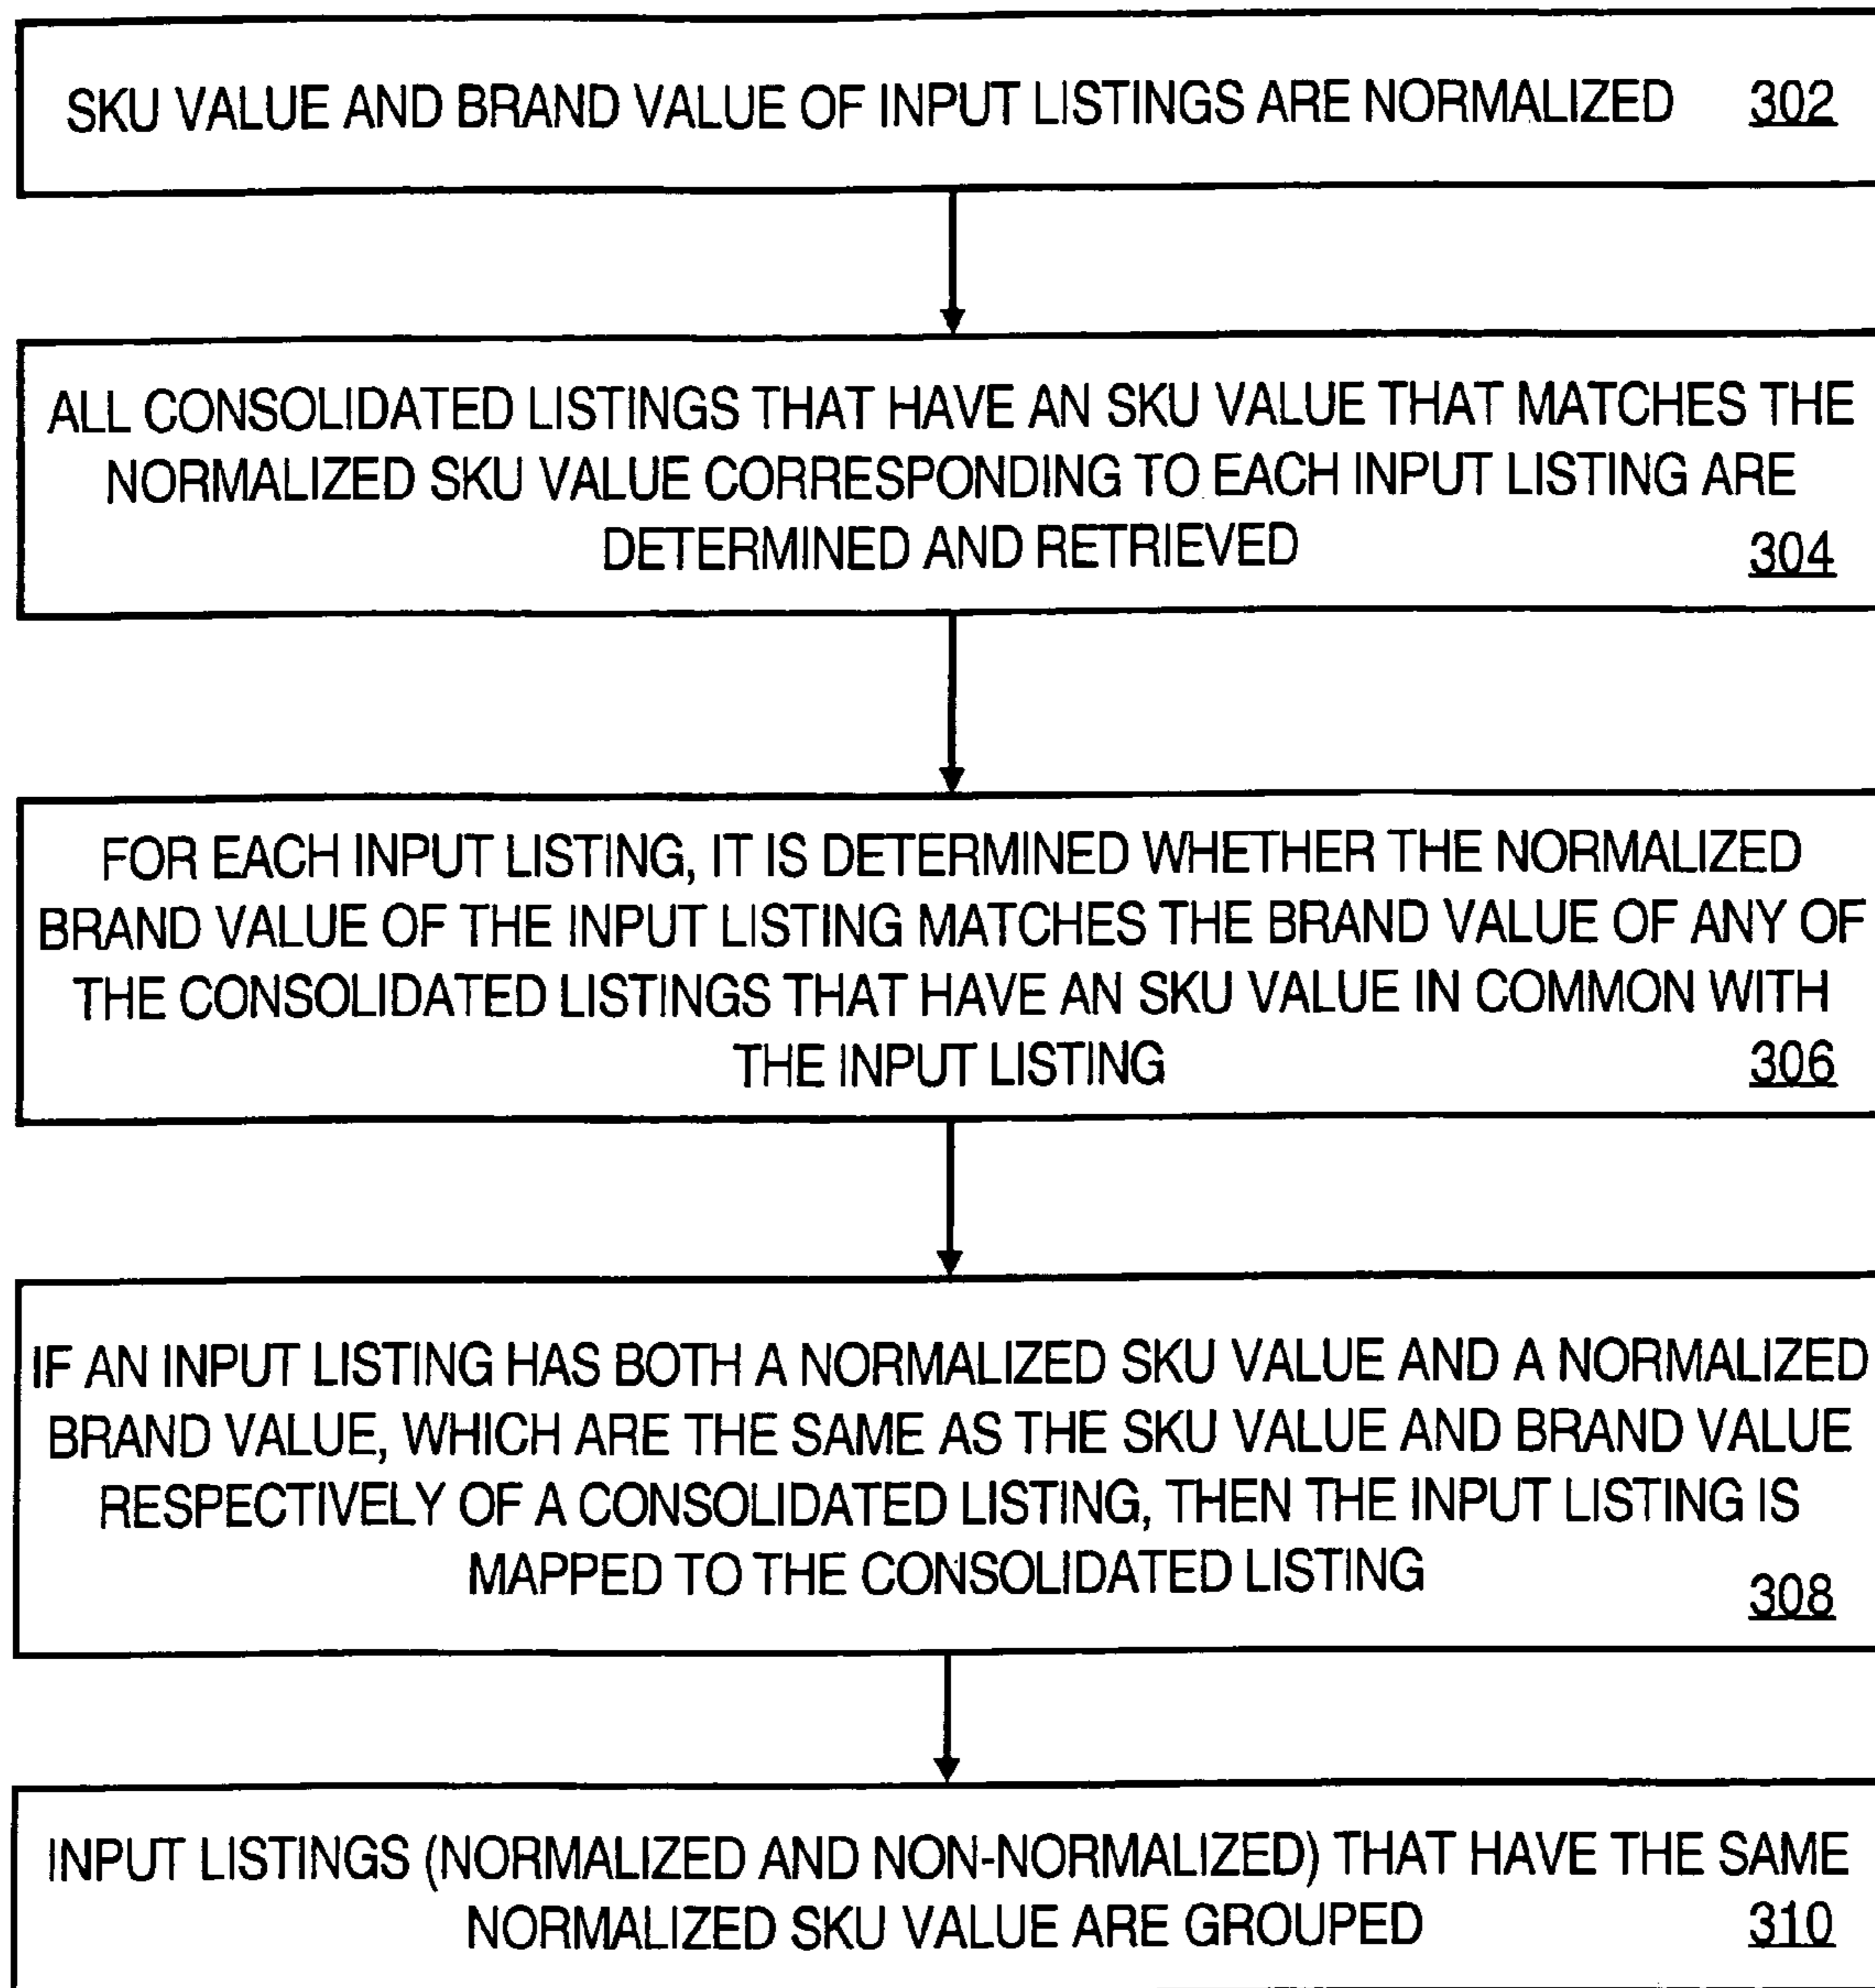 SKU VALUE AND BRAND VALUE OF INPUT LISTINGS ARE NORMALIZED 302
ALL CONSOLIDATED LISTINGS THAT HAVE AN SKU VALUE THAT MATCHES THE
NORMALIZED SKU VALUE CORRESPONDING TO EACH INPUT LISTING ARE
DETERMINED AND RETRIEVED 304
FOR EACH INPUT LISTING, IT IS DETERMINED WHETHER THE NORMALIZED
BRAND VALUE OF THE INPUT LISTING MATCHES THE BRAND VALUE OF ANY OF
THE CONSOLIDATED LISTINGS THAT HAVE AN SKU VALUE IN COMMON WITH
THE INPUT LISTING 306
IF AN INPUT LISTING HAS BOTH A NORMALIZED SKU VALUE AND A NORMALIZED
BRAND VALUE, WHICH ARE THE SAME AS THE SKU VALUE AND BRAND VALUE
RESPECTIVELY OF A CONSOLIDATED LISTING, THEN THE INPUT LISTING IS
MAPPED TO THE CONSOLIDATED LISTING 308
INPUT LISTINGS (NORMALIZED AND NON-NORMALIZED) THAT HAVE THE SAME
NORMALIZED SKU VALUE ARE GROUPED 310